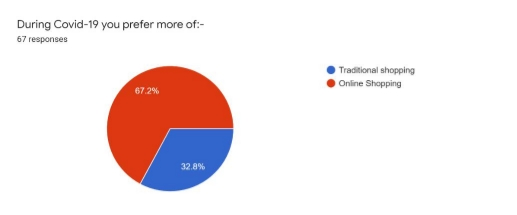 During Covid-19 you prefer more of:-
67 responses
Traditional shopping
Online Shopping
67.2%
32.8%